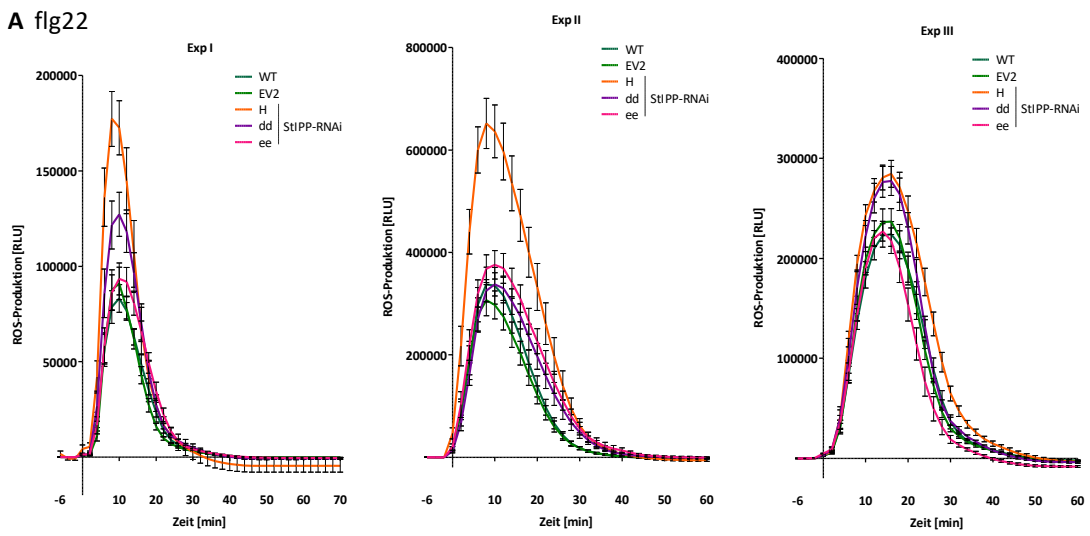 A flg22
Exp I
200000
150000
100000
50000
-6
10
20
30
40
50
60
70
Zeit [min]
ROS-Produktion [RLU]
WT
EV2
H
dd
ee
StIPP-RNAi
Exp II
800000
600000
400000
200000
-6
10
20
30
40
50
60
Zeit [min]
ROS-Produktion [RLU]
WT
EV2
H
dd
ee
StIPP-RNAi
Exp III
400000
300000
200000
100000
-6
10
20
30
40
50
60
Zeit [min]
ROS-Produktion [RLU]
WT
EV2
H
dd
ee
StIPP-RNAi